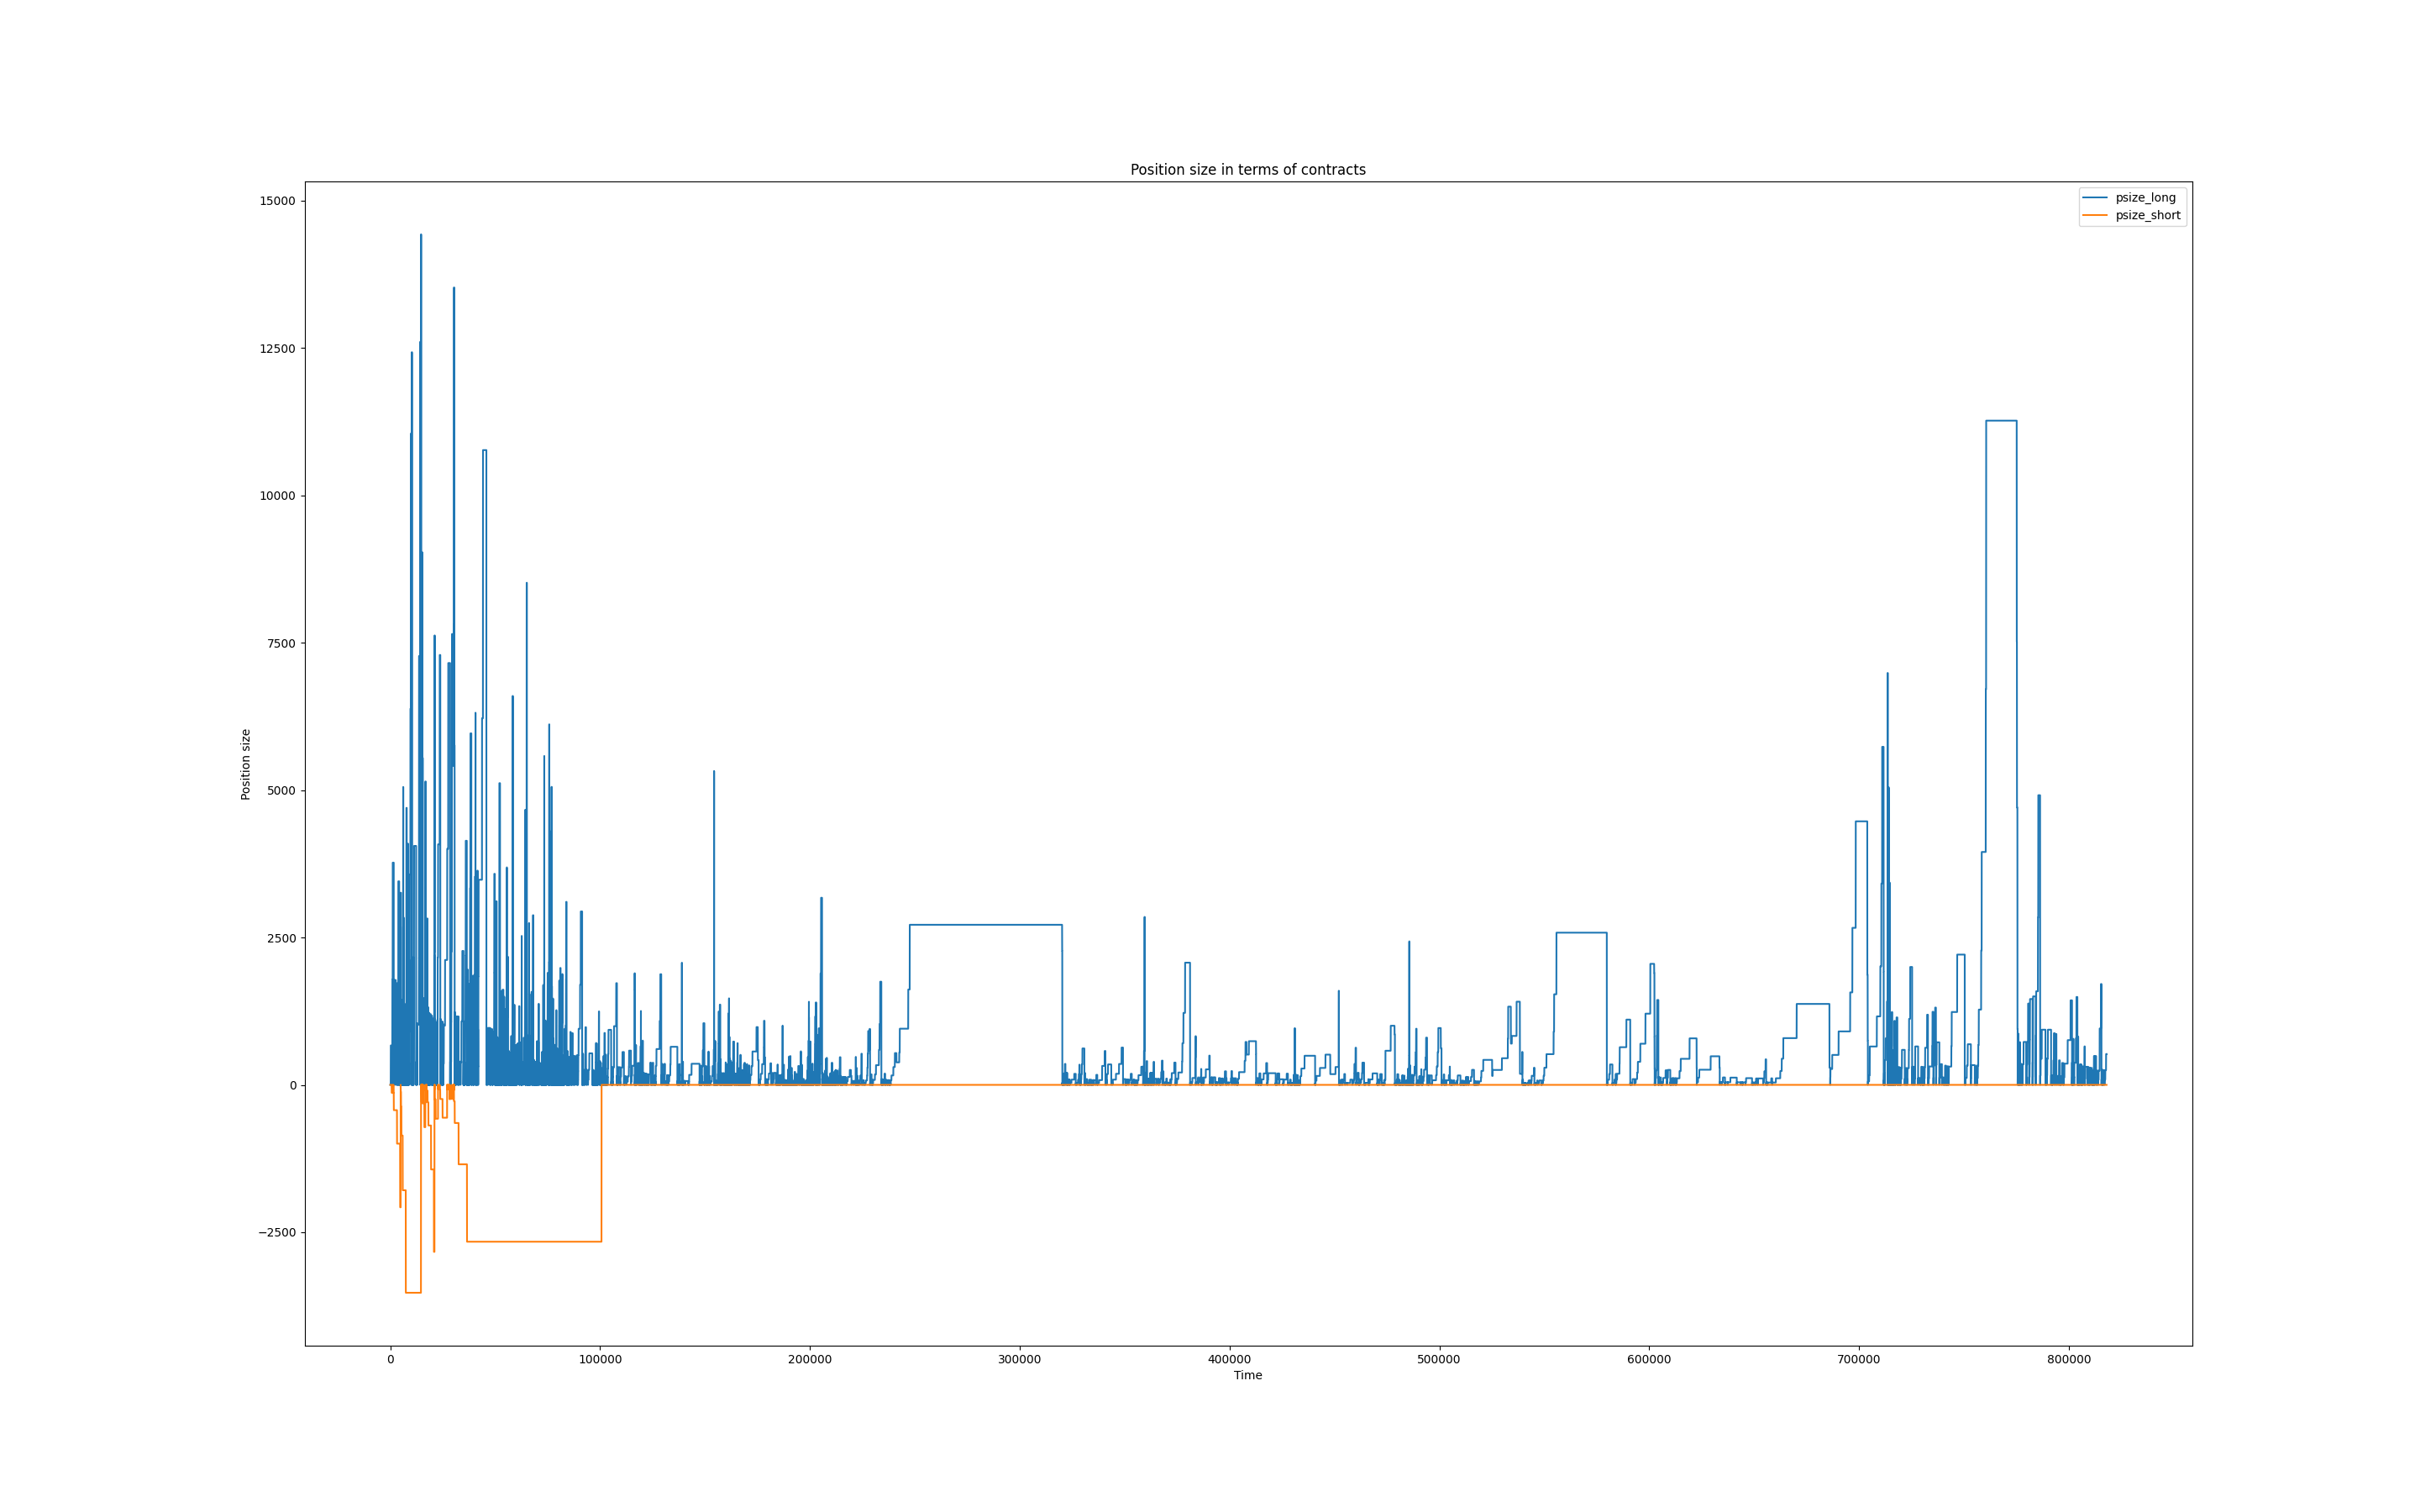 Position size in terms of contracts
psize_long
psize_short
15000
12500
10000
7500
5000
2500
0
−2500
Position size
0 100000 200000 300000 400000 500000 600000 700000 800000
Time